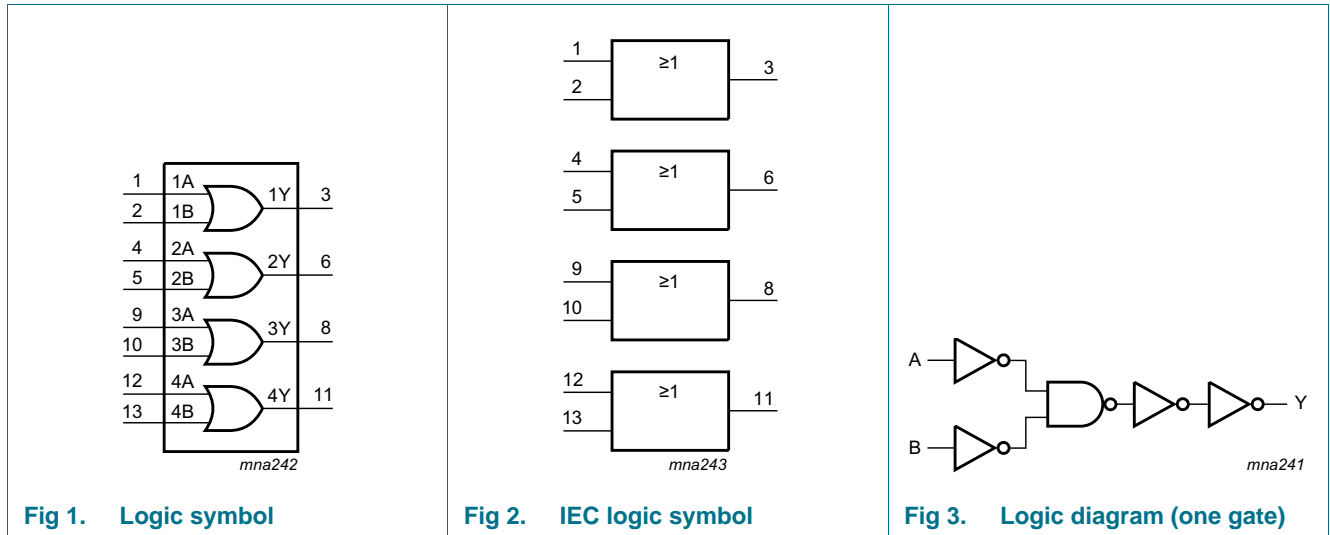 1 1A 1Y 3
2 1B
4 2A 2Y 6
5 2B
9 3A 3Y 8
10 3B
12 4A 4Y 11
13 4B
mna242
Fig 1. Logic symbol
1 ≥1 3
2
4 ≥1 6
5
9 ≥1 8
10
12 ≥1 11
13
mna243
Fig 2. IEC logic symbol
A
Y
B
mna241
Fig 3. Logic diagram (one gate)